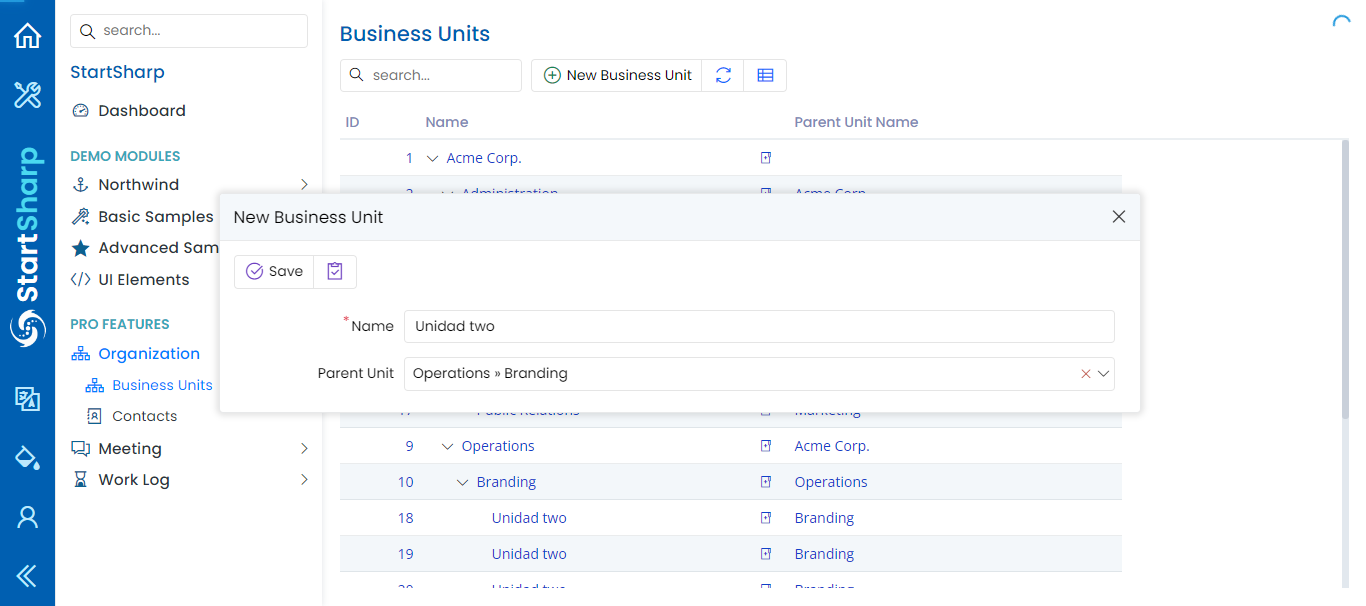 StartSharp
search...
StartSharp
Dashboard
DEMO MODULES
Northwind
Basic Samples
Advanced Sam
UI Elements
PRO FEATURES
Organization
Business Units
Contacts
Meeting
Work Log
Business Units
search...
New Business Unit
ID Name Parent Unit Name
1 Acme Corp.
2 Administration Acme Corp.
New Business Unit
Save
*Name Unidad two
Parent Unit Operations » Branding
17 Public Relations Marketing
9 Operations Acme Corp.
10 Branding Operations
18 Unidad two Branding
19 Unidad two Branding
20 Unidad two Branding